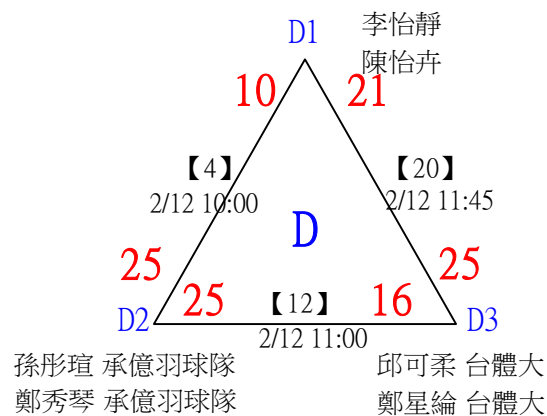 D1
李怡靜
陳怡卉
10
21
【4】
2/12 10:00
【20】
2/12 11:45
D
25
25
25
【12】
16
D2
2/12 11:00
D3
孫彤瑄 承億羽球隊
鄭秀琴 承億羽球隊
邱可柔 台體大
鄭星綸 台體大